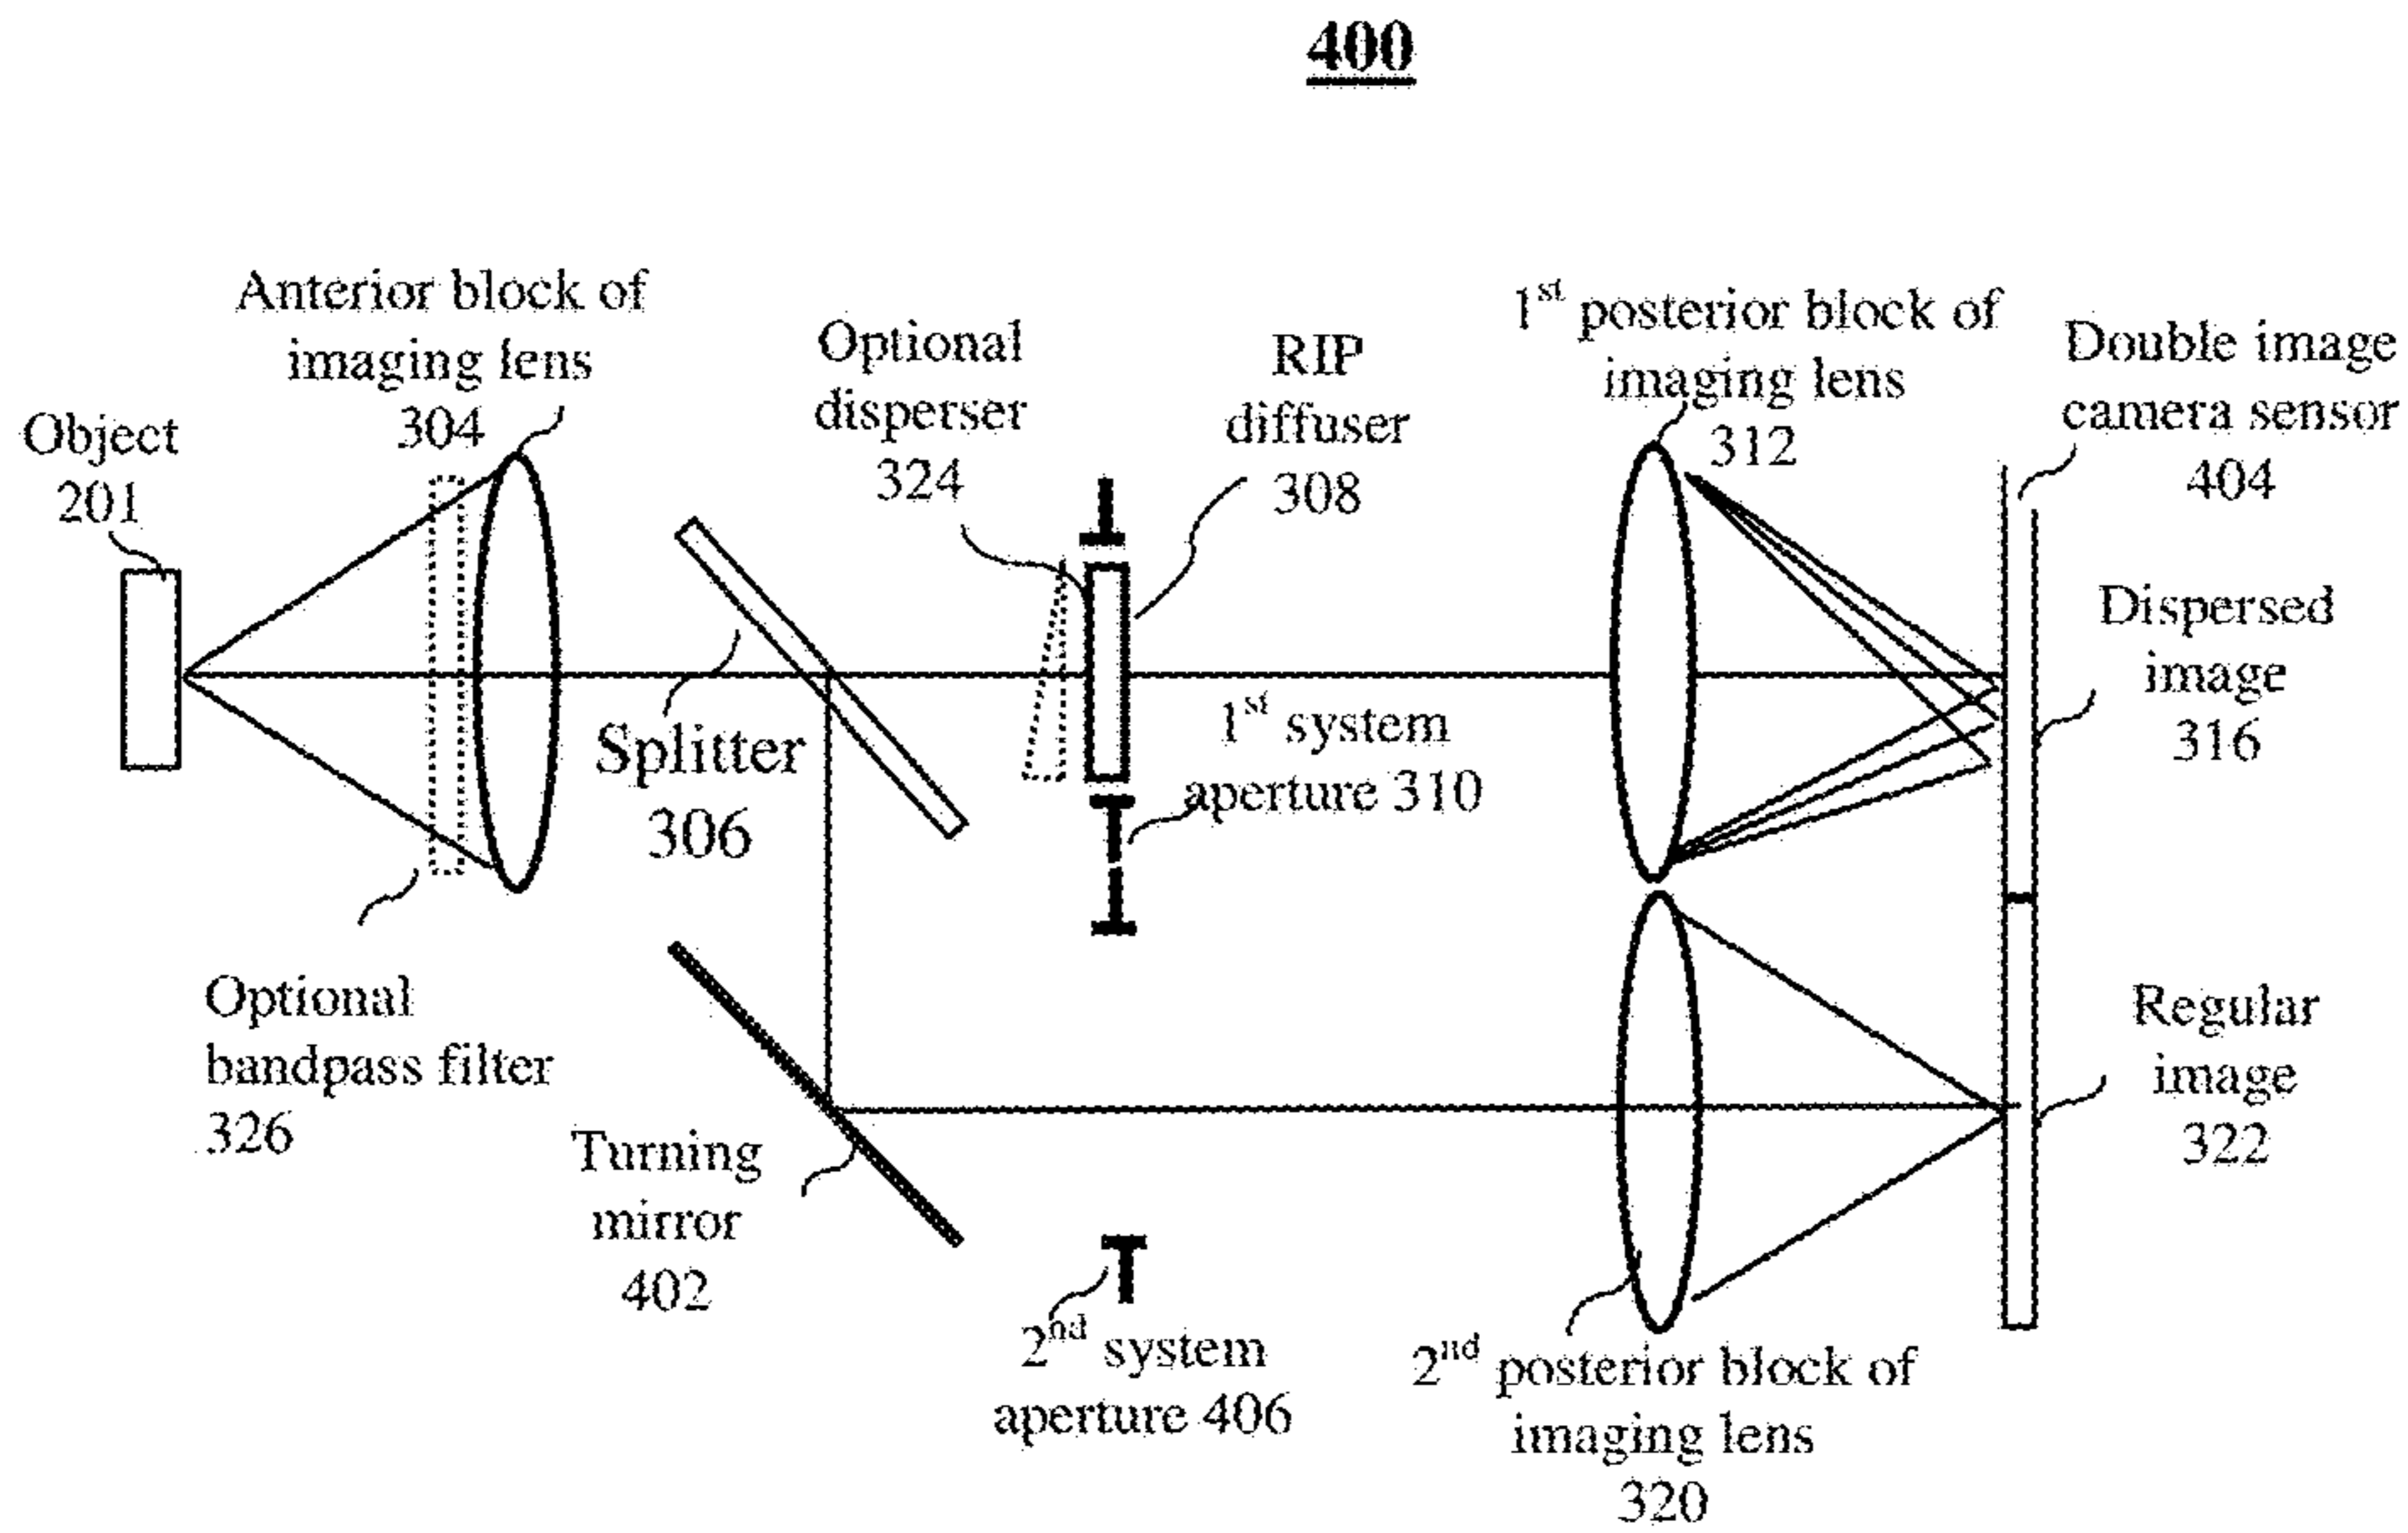 400
Anterior block of
imaging lens
304
Object
201
Optional
disperser
324
RIP
diffuser
308
1st posterior block of
imaging lens
312
Double image
camera sensor
404
Dispersed
image
316
Splitter
306
1st system
aperture 310
Optional
bandpass filter
326
Turning
mirror
402
2nd system
aperture 406
Regular
image
322
2nd posterior block of
imaging lens
320